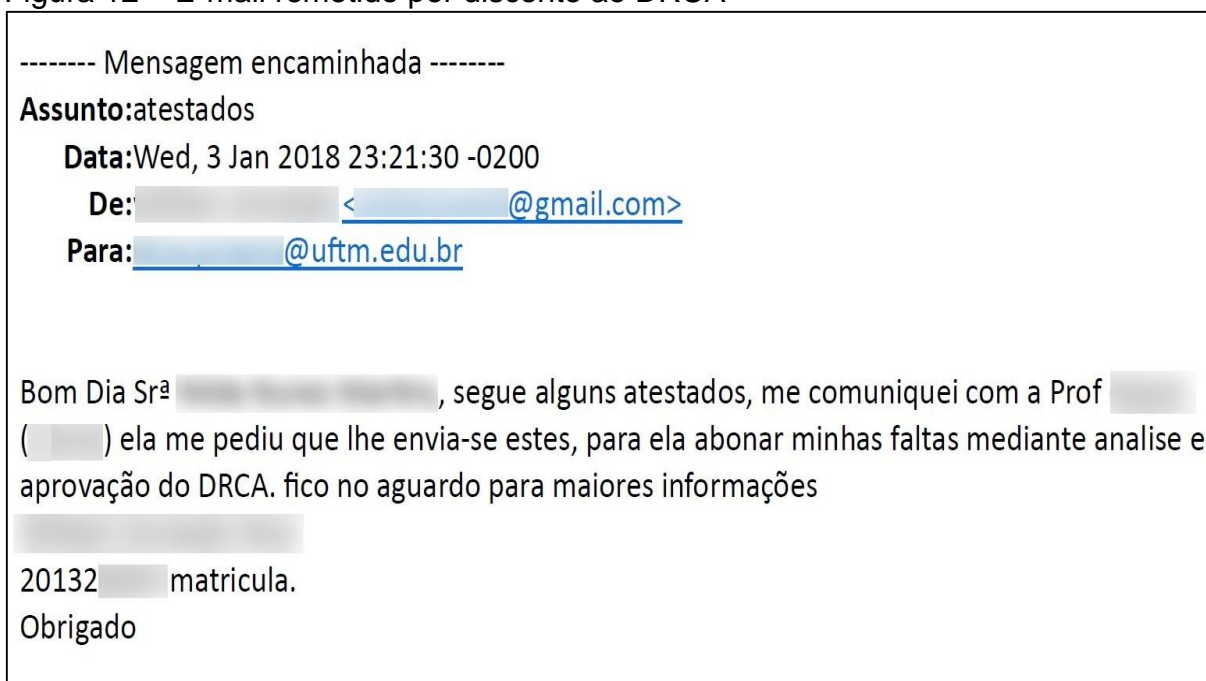 Figura 12 – E-mail remetido por discente ao DRCA
-------- Mensagem encaminhada --------
Assunto:atestados
Data:Wed, 3 Jan 2018 23:21:30 -0200
De: < @gmail.com>
Para: @uftm.edu.br
Bom Dia Srª , segue alguns atestados, me comuniquei com a Prof
( ) ela me pediu que lhe envia-se estes, para ela abonar minhas faltas mediante analise e
aprovação do DRCA. fico no aguardo para maiores informações
20132 matricula.
Obrigado